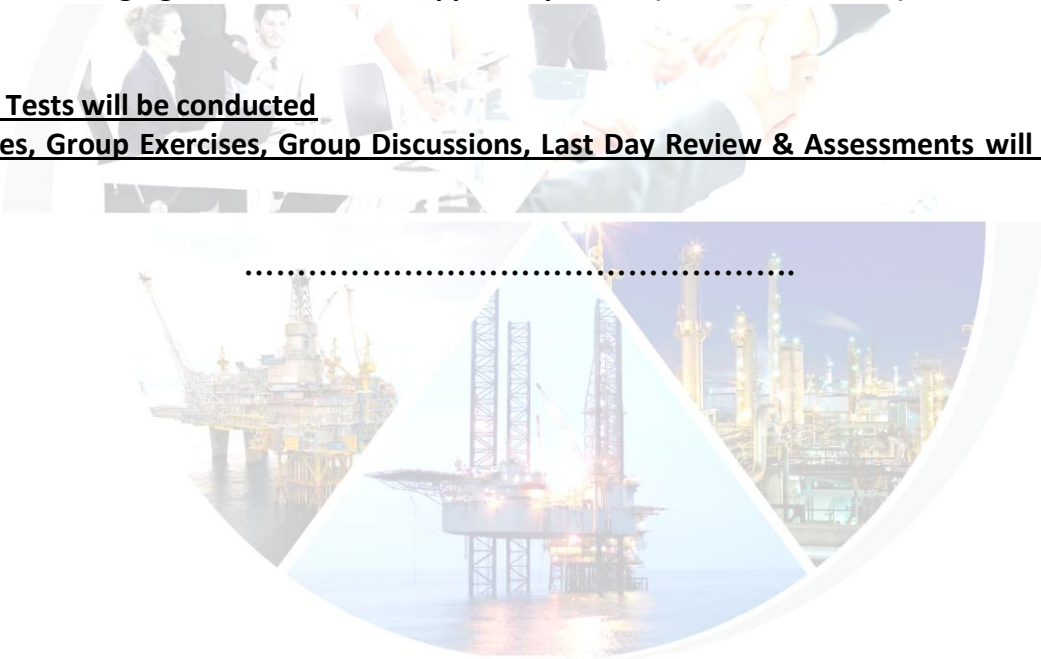 Tests will be conducted
es, Group Exercises, Group Discussions, Last Day Review & Assessments will
……………………………………………….